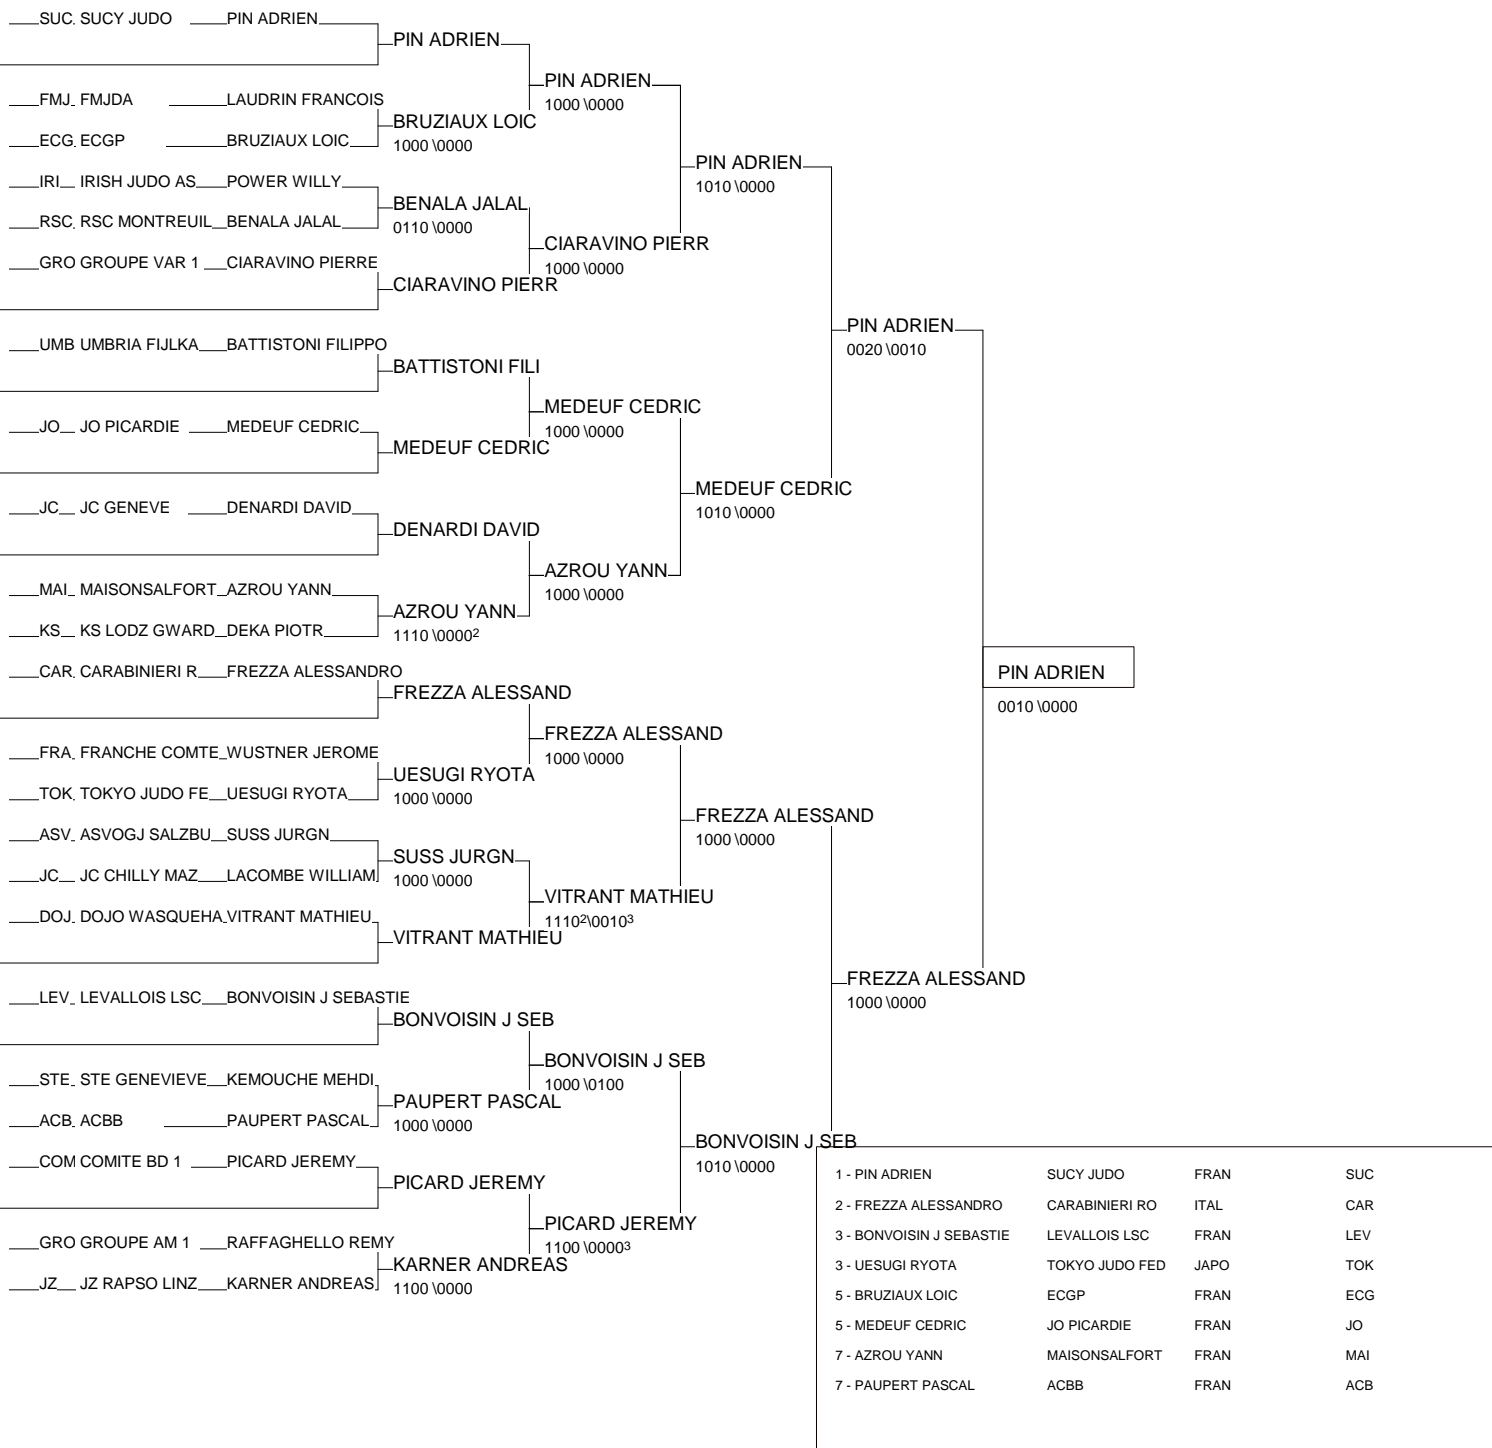 SUC SUCY JUDO PIN ADRIEN
PIN ADRIEN
PIN ADRIEN
1000 \0000
FMJ FMJDA LAUDRIN FRANCOIS
BRUZIAUX LOIC
1000 \0000
ECG ECGP BRUZIAUX LOIC
PIN ADRIEN
1010 \0000
IRI IRISH JUDO AS POWER WILLY
BENALA JALAL
0110 \0000
RSC RSC MONTREUIL BENALA JALAL
CIARAVINO PIERR
1000 \0000
GRO GROUPE VAR 1 CIARAVINO PIERRE
CIARAVINO PIERR
PIN ADRIEN
0020 \0010
UMB UMBRIA FIJLKA BATTISTONI FILIPPO
BATTISTONI FILI
MEDEUF CEDRIC
1000 \0000
JO JO PICARDIE MEDEUF CEDRIC
MEDEUF CEDRIC
MEDEUF CEDRIC
1010 \0000
JC JC GENEVE DENARDI DAVID
DENARDI DAVID
AZROU YANN
1000 \0000
MAI MAISONSALFORT AZROU YANN
AZROU YANN
1110 \0000²
KS KS LODZ GWARD DEKA PIOTR
PIN ADRIEN
0010 \0000
CAR CARABINIERI R FREZZA ALESSANDRO
FREZZA ALESSAND
FREZZA ALESSAND
1000 \0000
FRA FRANCHE COMTE WUSTNER JEROME
UESUGI RYOTA
1000 \0000
TOK TOKYO JUDO FE UESUGI RYOTA
FREZZA ALESSAND
1000 \0000
ASV ASVOGJ SALZBU SUSS JURGN
SUSS JURGN
1000 \0000
JC JC CHILLY MAZ LACOMBE WILLIAM
VITRANT MATHIEU
1110²\0010³
DOJ DOJO WASQUEHA VITRANT MATHIEU
VITRANT MATHIEU
FREZZA ALESSAND
1000 \0000
LEV LEVALLOIS LSC BONVOISIN J SEBASTIE
BONVOISIN J SEB
BONVOISIN J SEB
1000 \0100
STE STE GENEVIEVE KEMOUCHE MEHDI
PAUPERT PASCAL
1000 \0000
ACB ACBB PAUPERT PASCAL
BONVOISIN J SEB
1010 \0000
COM COMITE BD 1 PICARD JEREMY
PICARD JEREMY
PICARD JEREMY
1100 \0000³
GRO GROUPE AM 1 RAFFAGHELLO REMY
KARNER ANDREAS
1100 \0000
JZ JZ RAPSO LINZ KARNER ANDREAS
1 - PIN ADRIEN SUCY JUDO FRAN SUC
2 - FREZZA ALESSANDRO CARABINIERI RO ITAL CAR
3 - BONVOISIN J SEBASTIE LEVALLOIS LSC FRAN LEV
3 - UESUGI RYOTA TOKYO JUDO FED JAPO TOK
5 - BRUZIAUX LOIC ECGP FRAN ECG
5 - MEDEUF CEDRIC JO PICARDIE FRAN JO
7 - AZROU YANN MAISONSALFORT FRAN MAI
7 - PAUPERT PASCAL ACBB FRAN ACB